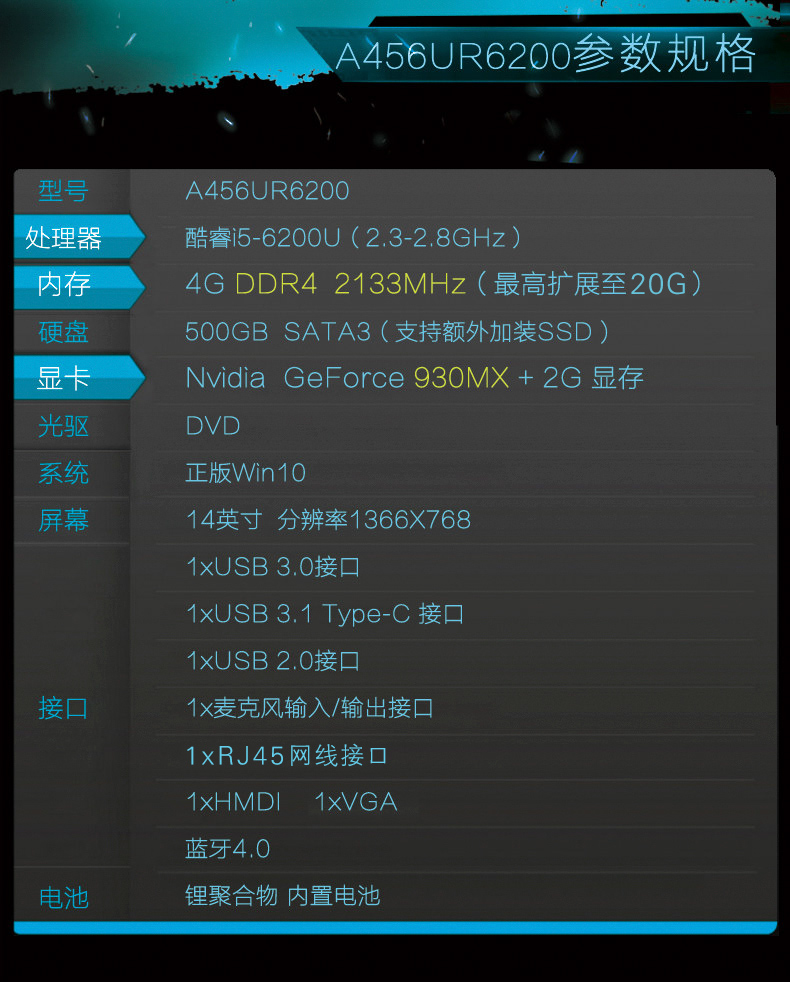 A456UR6200参数规格
型号 A456UR6200
处理器 酷睿i5-6200U（2.3-2.8GHz）
内存 4G DDR4 2133MHz（最高扩展至20G）
硬盘 500GB SATA3（支持额外加装SSD）
显卡 Nvidia GeForce 930MX + 2G 显存
光驱 DVD
系统 正版Win10
屏幕 14英寸 分辨率1366X768
1xUSB 3.0接口
1xUSB 3.1 Type-C 接口
1xUSB 2.0接口
接口 1x麦克风输入/输出接口
1xRJ45网线接口
1xHMDI 1xVGA
蓝牙4.0
电池 锂聚合物 内置电池